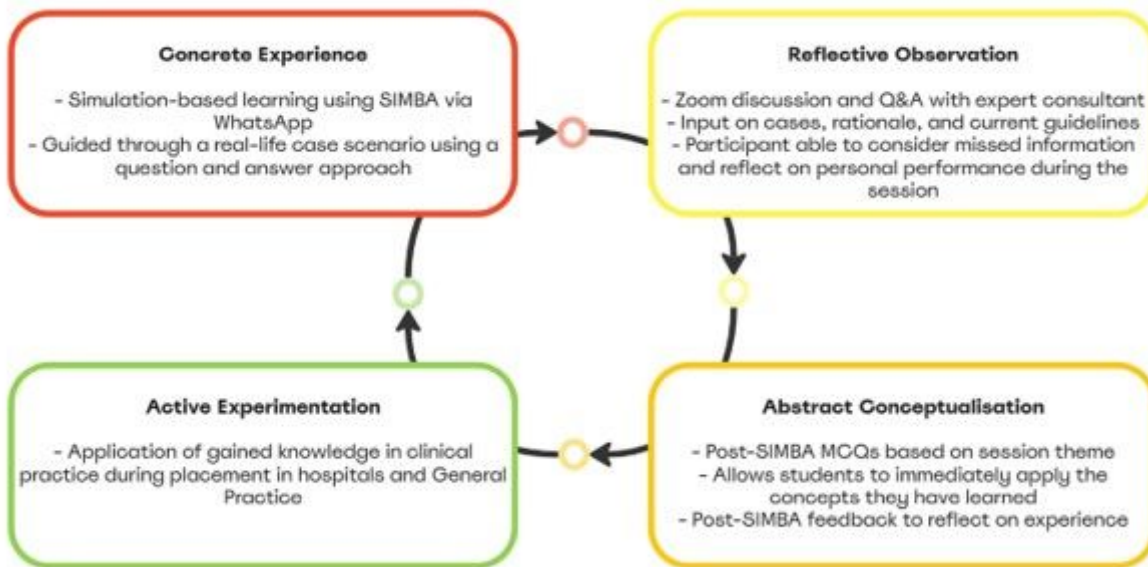 Concrete Experience
- Simulation-based learning using SIMBA via
WhatsApp
- Guided through a real-life case scenario using a
question and answer approach
Reflective Observation
- Zoom discussion and Q&A with expert consultant
- Input on cases, rationale, and current guidelines
- Participant able to consider missed information
and reflect on personal performance during the
session
Active Experimentation
- Application of gained knowledge in clinical
practice during placement in hospitals and General
Practice
Abstract Conceptualisation
- Post-SIMBA MCQs based on session theme
- Allows students to immediately apply the
concepts they have learned
- Post-SIMBA feedback to reflect on experience